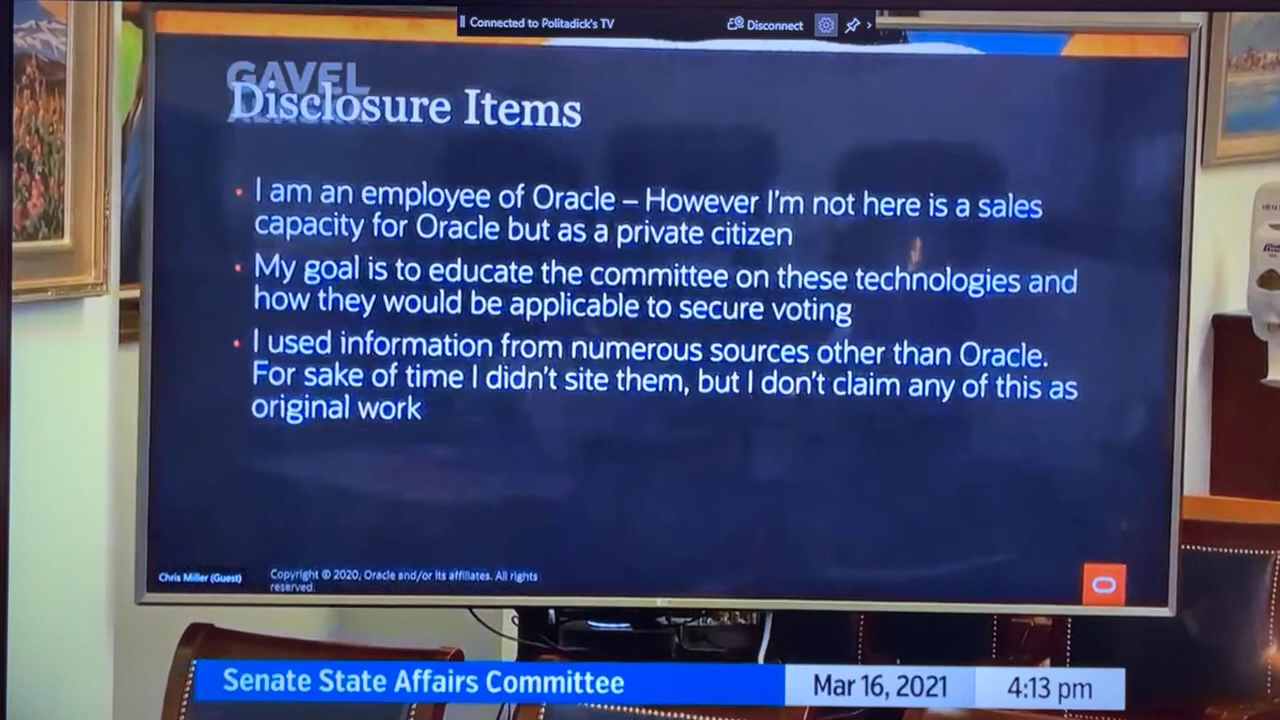 Connected to Politadick's TV
Disconnect
GAVEL
Disclosure Items
• I am an employee of Oracle – However I'm not here is a sales
capacity for Oracle but as a private citizen
• My goal is to educate the committee on these technologies and
how they would be applicable to secure voting
• I used information from numerous sources other than Oracle.
For sake of time I didn't site them, but I don't claim any of this as
original work
Chris Miller (Guest)
Copyright © 2020, Oracle and/or its affiliates. All rights
reserved.
Senate State Affairs Committee
Mar 16, 2021
4:13 pm